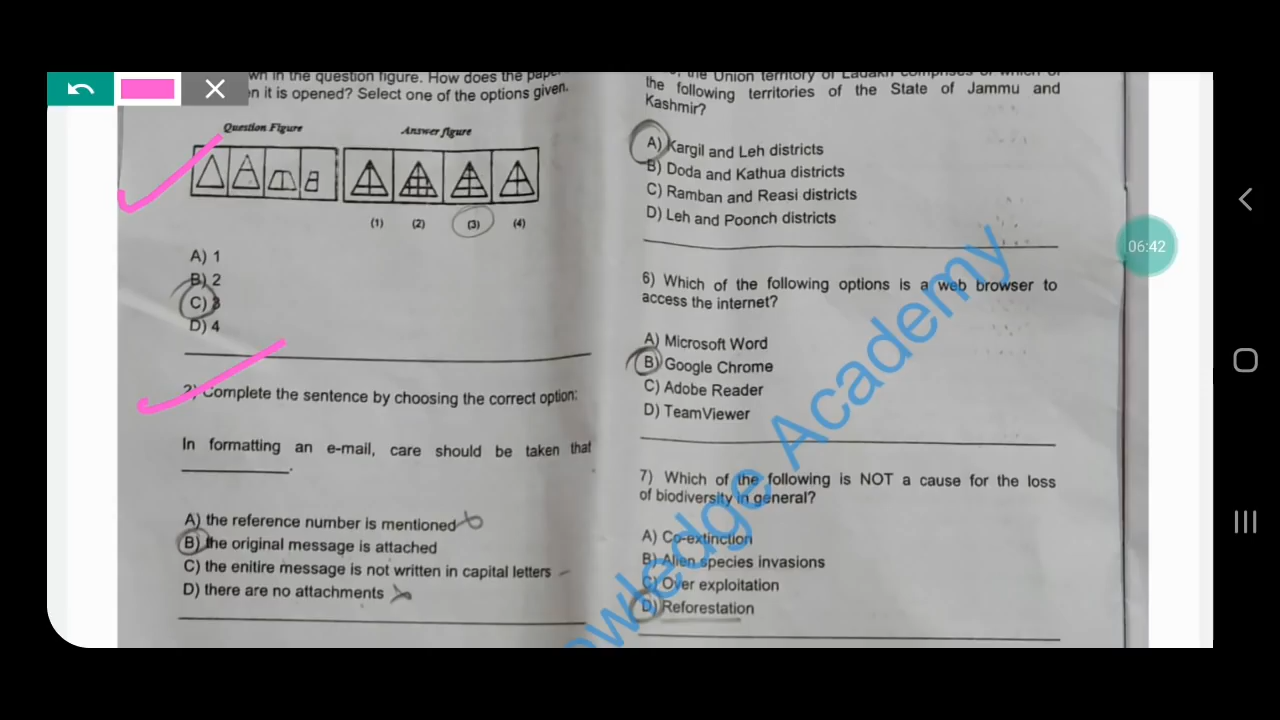 wn in the question figure. How does the paper
n it is opened? Select one of the options given.
Question Figure
Answer figure
(1) (2) (3) (4)
A) 1
B) 2
C) 3
D) 4
2) Complete the sentence by choosing the correct option:
In formatting an e-mail, care should be taken that
____________.
A) the reference number is mentioned
B) the original message is attached
C) the enitire message is not written in capital letters
D) there are no attachments
the Union territory of Ladakh comprises of which of
the following territories of the State of Jammu and
Kashmir?
A) Kargil and Leh districts
B) Doda and Kathua districts
C) Ramban and Reasi districts
D) Leh and Poonch districts
6) Which of the following options is a web browser to
access the internet?
A) Microsoft Word
B) Google Chrome
C) Adobe Reader
D) TeamViewer
7) Which of the following is NOT a cause for the loss
of biodiversity in general?
A) Co-extinction
B) Alien species invasions
C) Over exploitation
D) Reforestation
owledge Academy
06:42